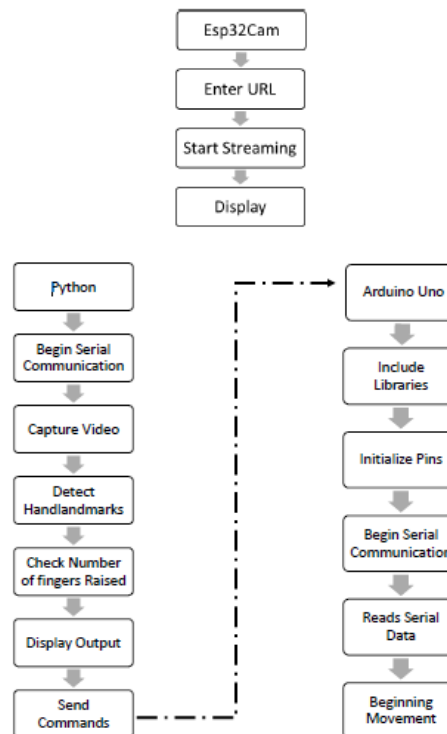 Esp32Cam
Enter URL
Start Streaming
Display
Python
Begin Serial
Communication
Capture Video
Detect
Handlandmarks
Check Number
of fingers Raised
Display Output
Send
Commands
Arduino Uno
Include
Libraries
Initialize Pins
Begin Serial
Communication
Reads Serial
Data
Beginning
Movement